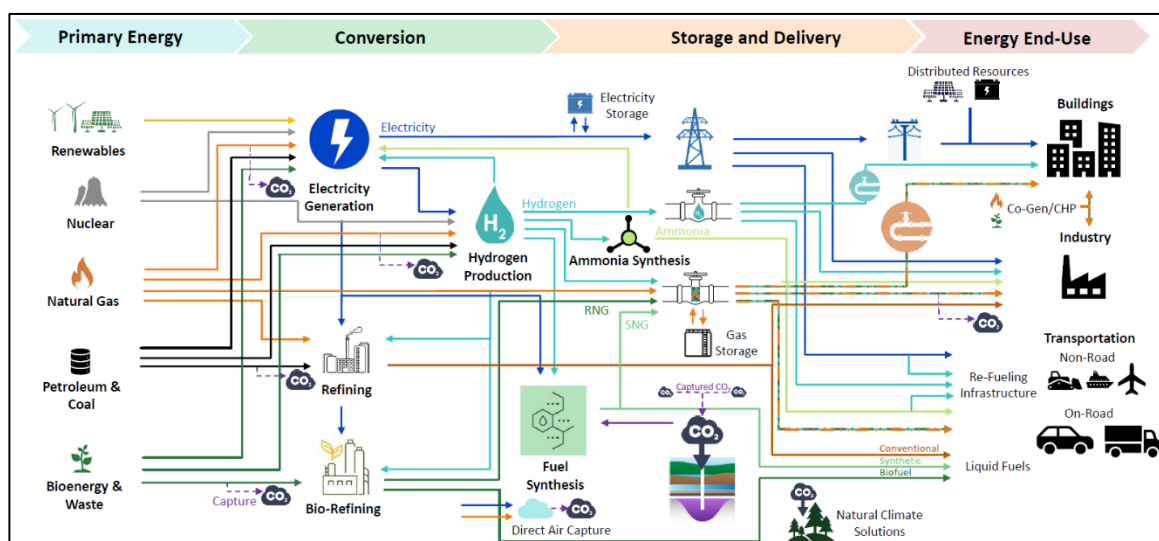 Primary Energy
Conversion
Storage and Delivery
Energy End-Use
Renewables
Nuclear
Natural Gas
Petroleum &
Coal
Bioenergy &
Waste
CO₂
Capture
CO₂
Electricity
Generation
Electricity
CO₂
H₂
Hydrogen
Production
Hydrogen
CO₂
Refining
Bio-Refining
RNG
SNG
Fuel
Synthesis
Direct Air Capture
CO₂
Electricity
Storage
H₂
Ammonia
Ammonia Synthesis
Gas
Storage
CO₂
Captured CO₂
CO₂
CO₂
Distributed Resources
Buildings
Co-Gen/CHP
Industry
CO₂
Transportation
Non-Road
Re-Fueling
Infrastructure
On-Road
Conventional
Synthetic
Biofuel
Liquid Fuels
CO₂
Natural Climate
Solutions